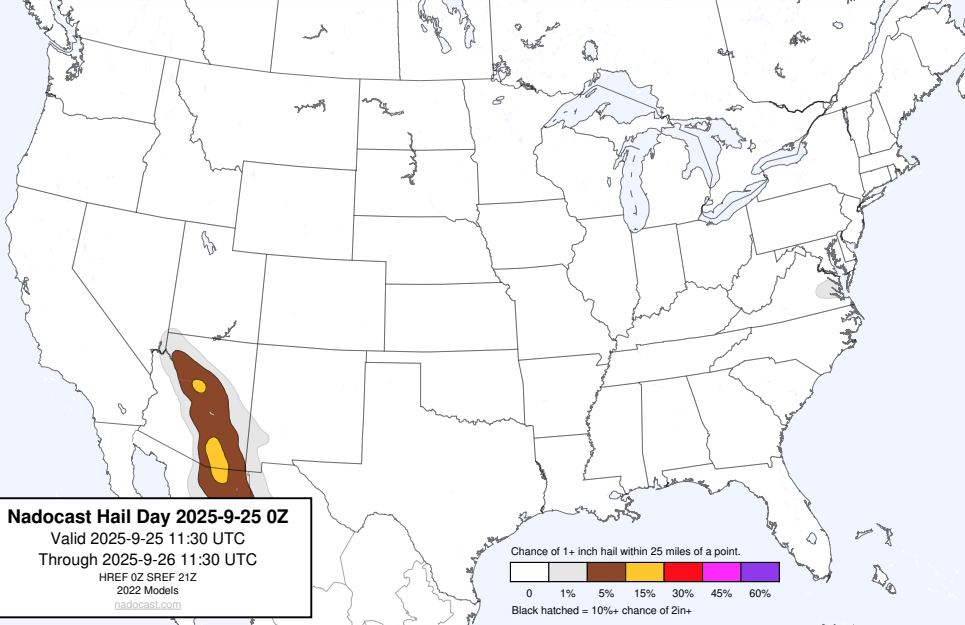 Nadocast Hail Day 2025-9-25 0Z
Valid 2025-9-25 11:30 UTC
Through 2025-9-26 11:30 UTC
HREF 0Z SREF 21Z
2022 Models
nadocast.com
Chance of 1+ inch hail within 25 miles of a point.
0 1% 5% 15% 30% 45% 60%
Black hatched = 10%+ chance of 2in+